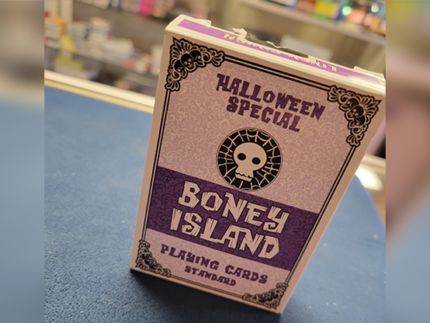 HALLOWEEN
SPECIAL
BONEY
ISLAND
PLAYING CARDS
STANDARD